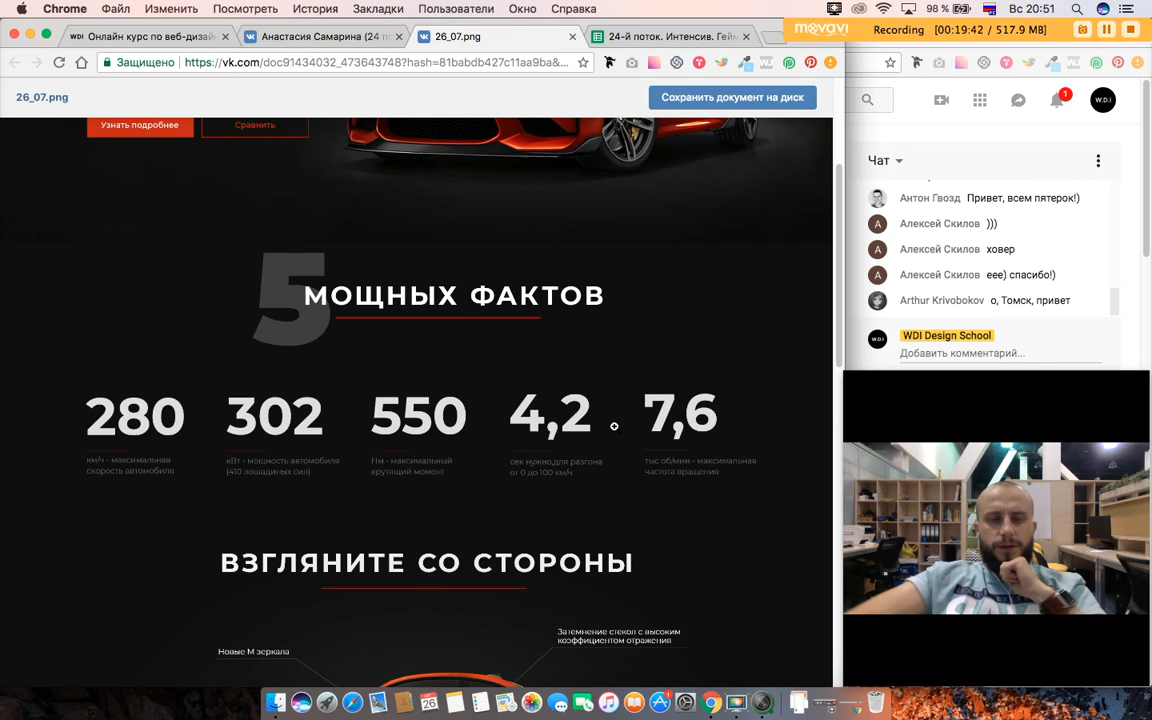 Chrome Файл Изменить Посмотреть История Закладки Пользователи Окно Справка
98 % Вс 20:51
WDI Онлайн курс по веб-дизай
Анастасия Самарина (24 п
26_07.png
24-й поток. Интенсив. Гейм
movavi
Recording [00:19:42 / 517.9 MB]
Защищено https://vk.com/doc91434032_473643748?hash=81babdb427c11aa9ba&...
26_07.png
Сохранить документ на диск
W.D.I
1
Узнать подробнее
Сравнить
5 МОЩНЫХ ФАКТОВ
280 302 550 4,2 7,6
км/ч - максимальная
скорость автомобиля
кВт - мощность автомобиля
(410 лошадиных сил)
Нм - максимальный
крутящий момент
сек нужно,для разгона
от 0 до 100 км/ч
тыс об/мин - максимальная
частота вращения
ВЗГЛЯНИТЕ СО СТОРОНЫ
Новые М зеркала
Затемнение стекол с высоким
коэффициентом отражения
Чат
Антон Гвозд Привет, всем пятерок!)
А Алексей Скилов )))
А Алексей Скилов ховер
А Алексей Скилов еее) спасибо!)
Arthur Krivobokov о, Томск, привет
W.D.I WDI Design School
Добавить комментарий...
26